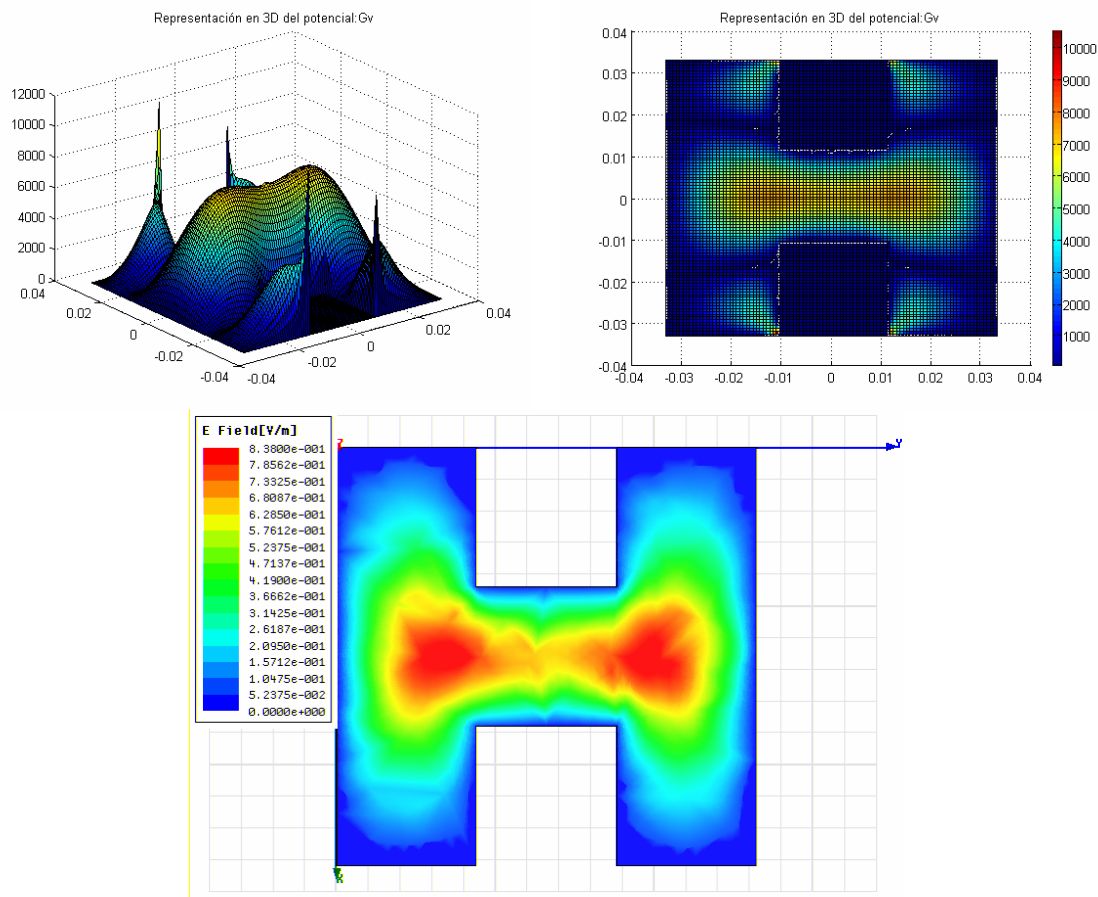 Representación en 3D del potencial:Gv
12000
10000
8000
6000
4000
2000
0
0.04
0.02
0
-0.02
-0.04
-0.04
-0.02
0
0.02
0.04
Representación en 3D del potencial:Gv
0.04
0.03
0.02
0.01
0
-0.01
-0.02
-0.03
-0.04
-0.04
-0.03
-0.02
-0.01
0
0.01
0.02
0.03
0.04
10000
9000
8000
7000
6000
5000
4000
3000
2000
1000
E Field[V/m]
8.3800e-001
7.8562e-001
7.3325e-001
6.8087e-001
6.2850e-001
5.7612e-001
5.2375e-001
4.7137e-001
4.1900e-001
3.6662e-001
3.1425e-001
2.6187e-001
2.0950e-001
1.5712e-001
1.0475e-001
5.2375e-002
0.0000e+000
Z
Y
X